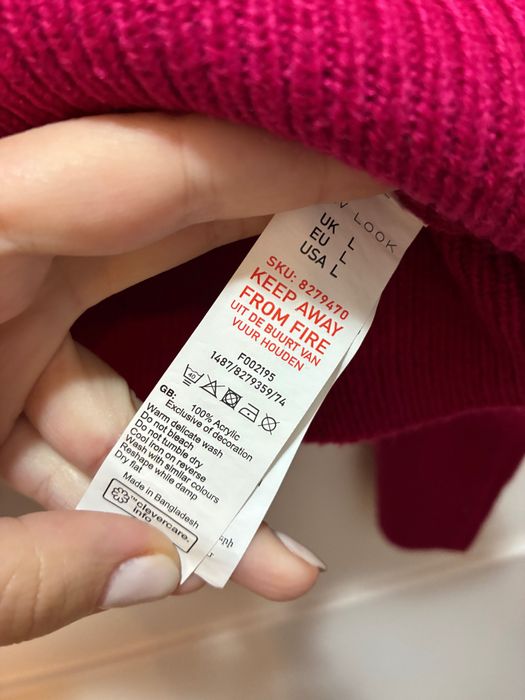 LOOK
UK L
EU L
USA L
SKU: 8279470
KEEP AWAY
FROM FIRE
UIT DE BUURT VAN
VUUR HOUDEN
F002195
1487/8279359/74
40
GB: 100% Acrylic
Exclusive of decoration
Warm delicate wash
Do not bleach
Do not tumble dry
Cool iron on reverse
Wash with similar colours
Reshape while damp
Dry flat
Made in Bangladesh
™clevercare.
info